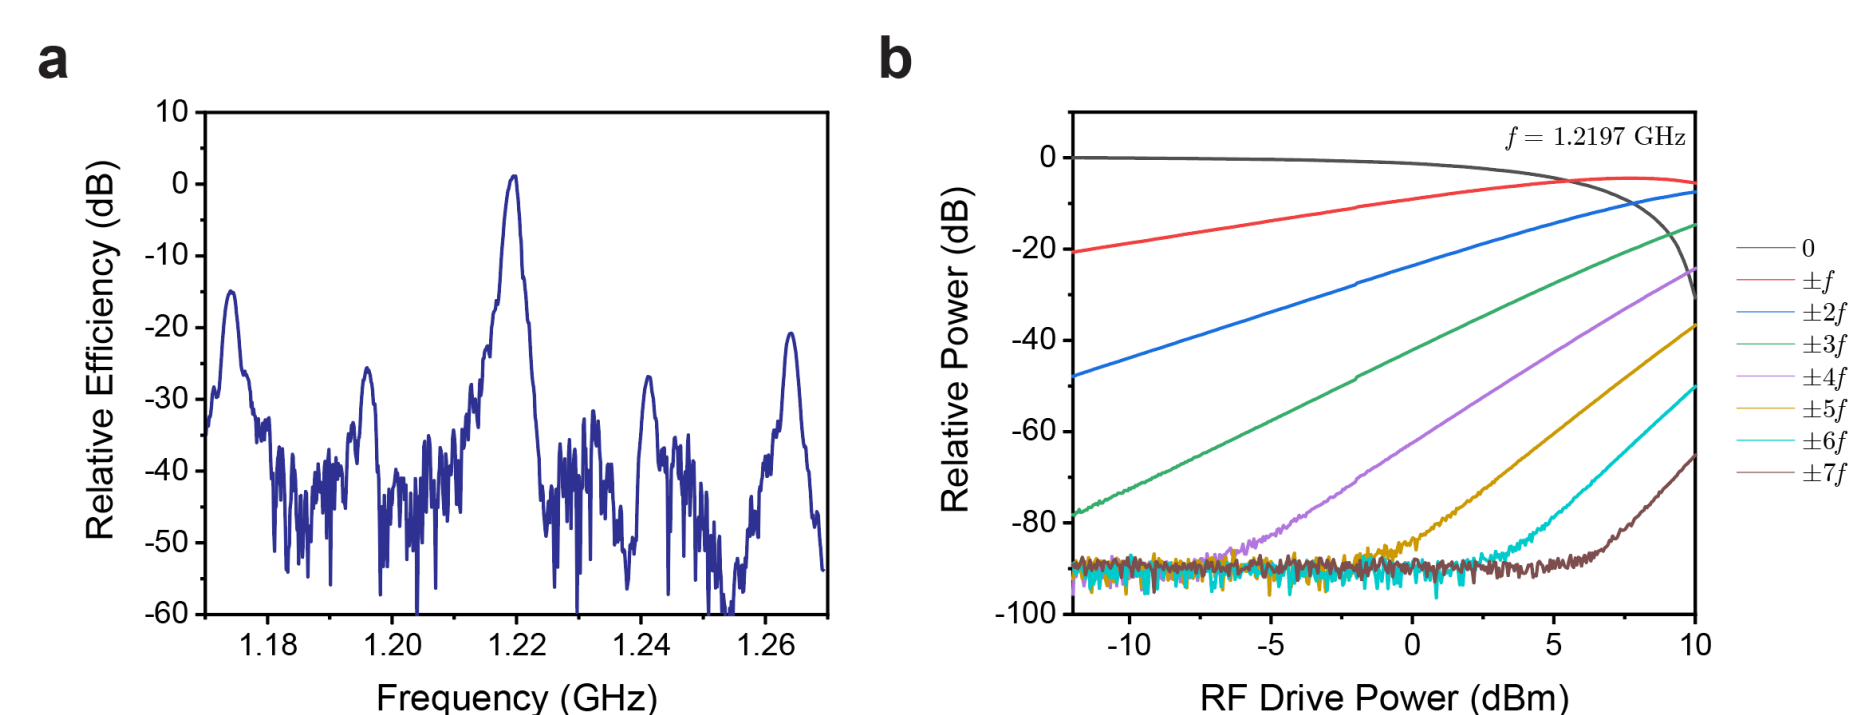 a
10
0
-10
-20
-30
-40
-50
-60
Relative Efficiency (dB)
1.18 1.20 1.22 1.24 1.26
Frequency (GHz)
b
f = 1.2197 GHz
0
-20
-40
-60
-80
-100
Relative Power (dB)
-10 -5 0 5 10
RF Drive Power (dBm)
0
±f
±2f
±3f
±4f
±5f
±6f
±7f